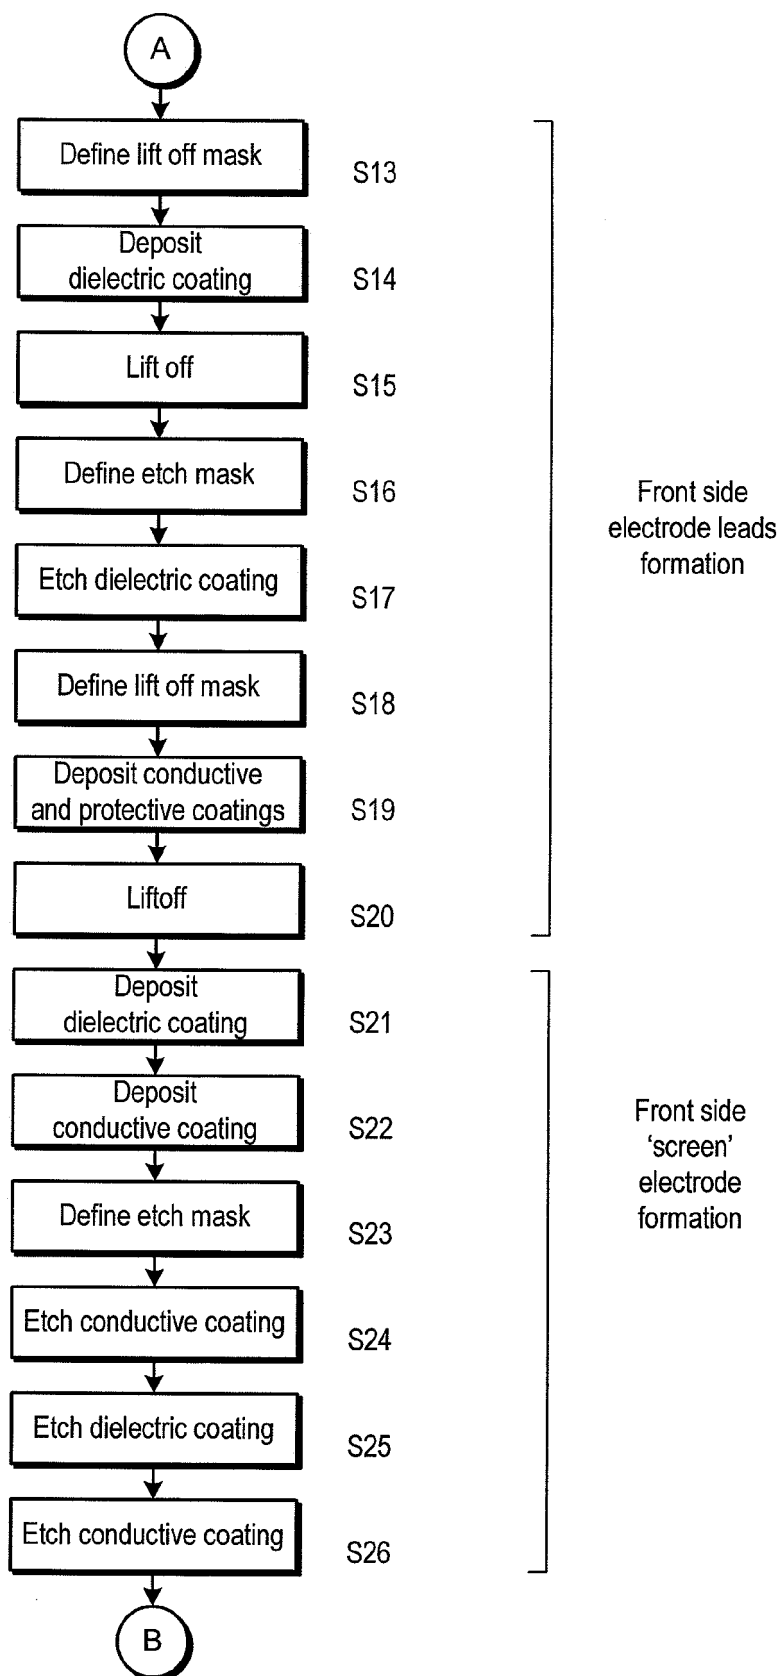 A
Define lift off mask
S13
Deposit
dielectric coating
S14
Lift off
S15
Define etch mask
S16
Etch dielectric coating
S17
Define lift off mask
S18
Deposit conductive
and protective coatings
S19
Liftoff
S20
Front side
electrode leads
formation
Deposit
dielectric coating
S21
Deposit
conductive coating
S22
Define etch mask
S23
Etch conductive coating
S24
Etch dielectric coating
S25
Etch conductive coating
S26
Front side
‘screen’
electrode
formation
B